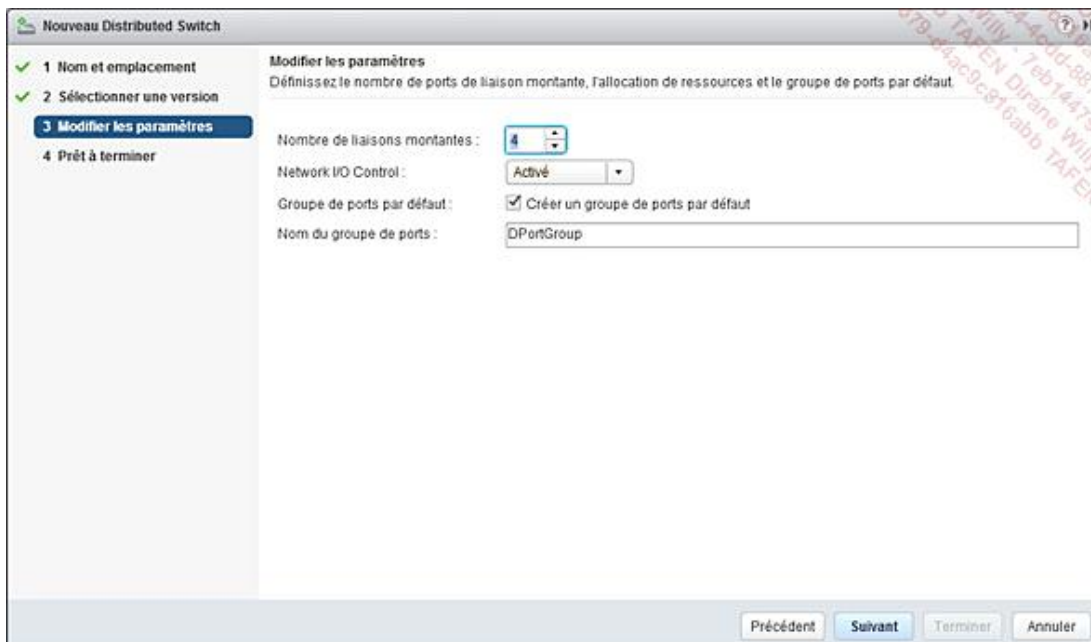 Nouveau Distributed Switch
1 Nom et emplacement
2 Sélectionner une version
3 Modifier les paramètres
4 Prêt à terminer
Modifier les paramètres
Définissez le nombre de ports de liaison montante, l'allocation de ressources et le groupe de ports par défaut.
Nombre de liaisons montantes : 4
Network I/O Control : Activé
Groupe de ports par défaut : Créer un groupe de ports par défaut
Nom du groupe de ports : DPortGroup
Précédent Suivant Terminer Annuler